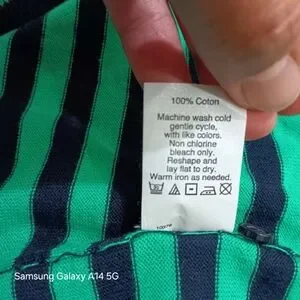 100% Coton
Machine wash cold
gentle cycle,
with like colors.
Non chlorine
bleach only.
Reshape and
lay flat to dry.
Warm iron as needed.
Samsung Galaxy A14 5G